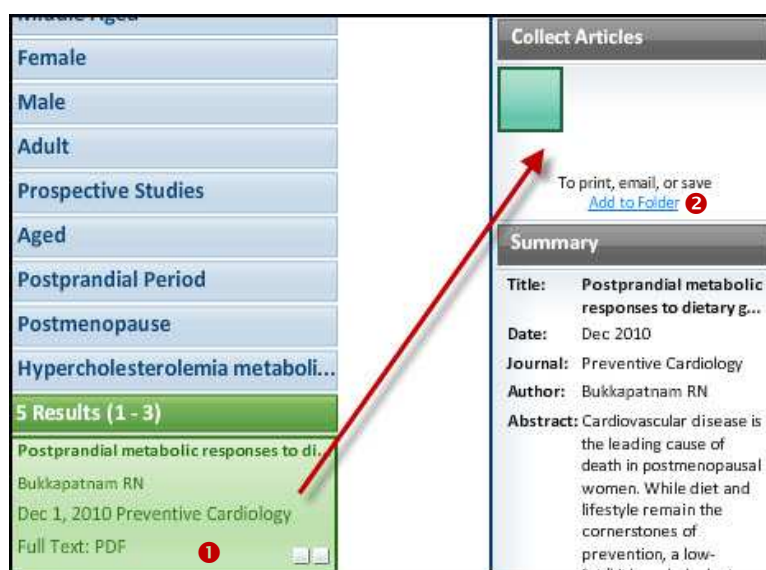 Middle Aged
Female
Male
Adult
Prospective Studies
Aged
Postprandial Period
Postmenopause
Hypercholesterolemia metaboli...
5 Results (1 - 3)
Postprandial metabolic responses to di...
Bukkapatnam RN
Dec 1, 2010 Preventive Cardiology
Full Text: PDF
1
Collect Articles
To print, email, or save
Add to Folder 2
Summary
Title: Postprandial metabolic
responses to dietary g...
Date: Dec 2010
Journal: Preventive Cardiology
Author: Bukkapatnam RN
Abstract: Cardiovascular disease is
the leading cause of
death in postmenopausal
women. While diet and
lifestyle remain the
cornerstones of
prevention, a low-